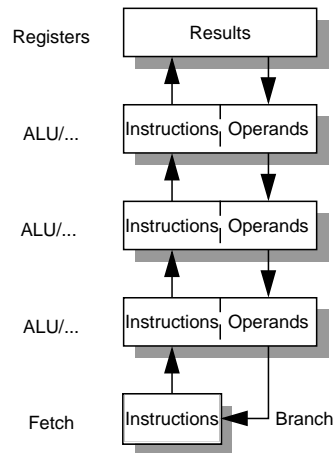 Registers Results
ALU/... Instructions Operands
ALU/... Instructions Operands
ALU/... Instructions Operands
Fetch Instructions Branch